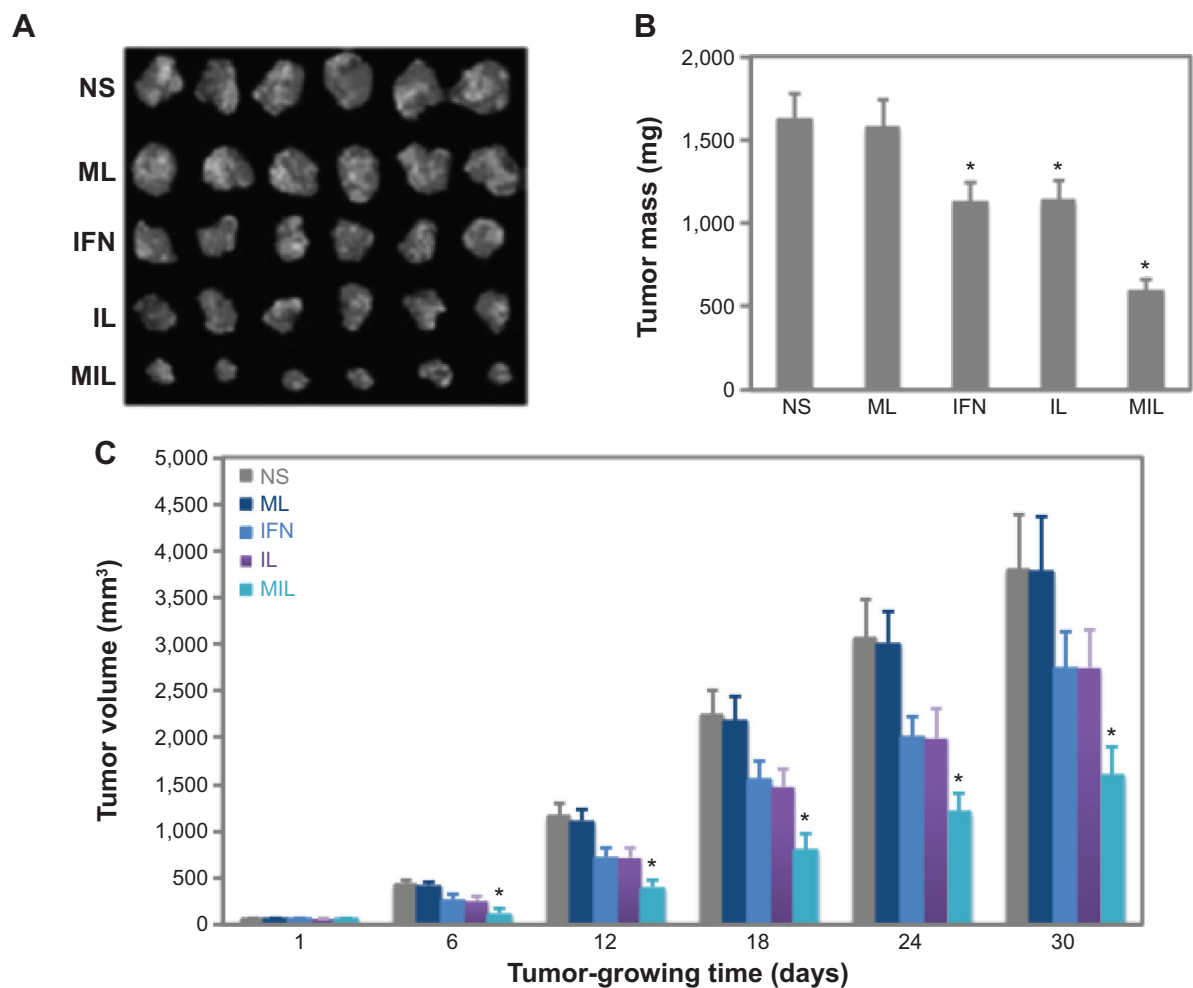 A
NS
ML
IFN
IL
MIL
B
Tumor mass (mg)
2,000
1,500
1,000
500
0
*
*
*
NS ML IFN IL MIL
C
Tumor volume (mm³)
5,000
4,500
4,000
3,500
3,000
2,500
2,000
1,500
1,000
500
0
NS
ML
IFN
IL
MIL
*
*
*
*
*
1 6 12 18 24 30
Tumor-growing time (days)